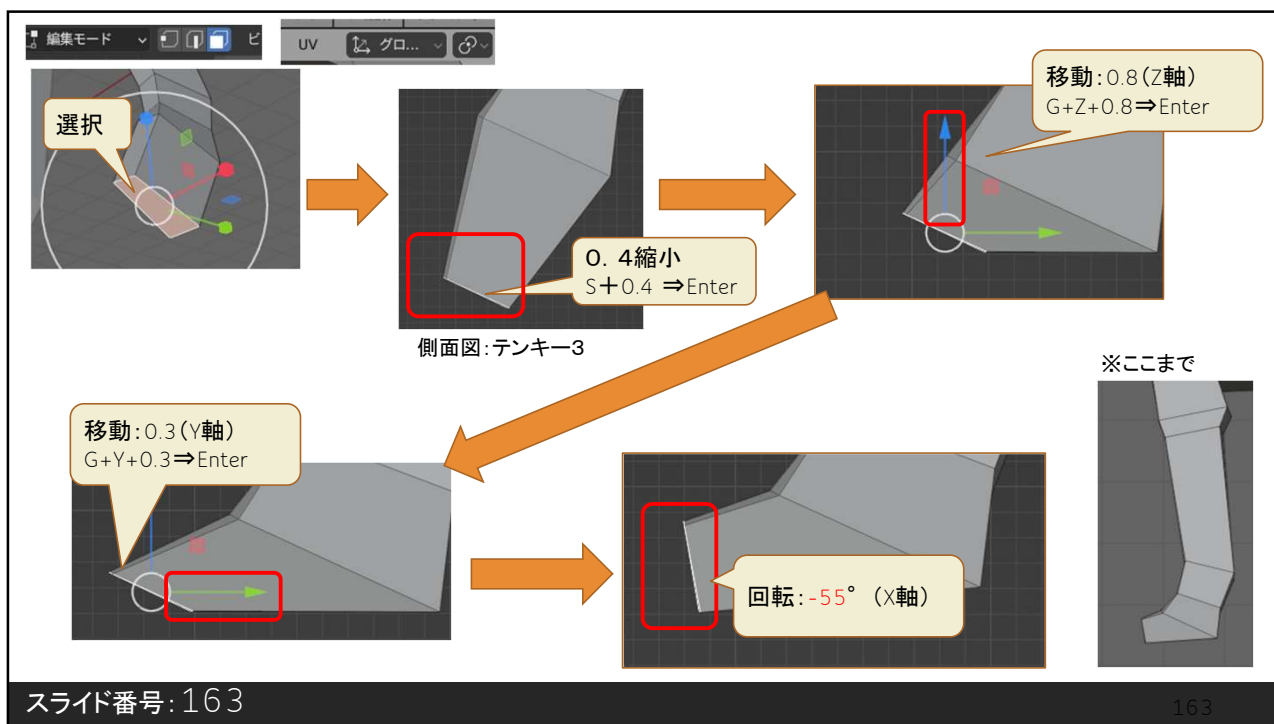 編集モード
ビ
UV
グロ...
選択
0.4縮小
S+0.4 ⇒Enter
側面図:テンキー3
移動:0.8(Z軸)
G+Z+0.8⇒Enter
移動:0.3(Y軸)
G+Y+0.3⇒Enter
回転:-55° (X軸)
※ここまで
スライド番号:163
163